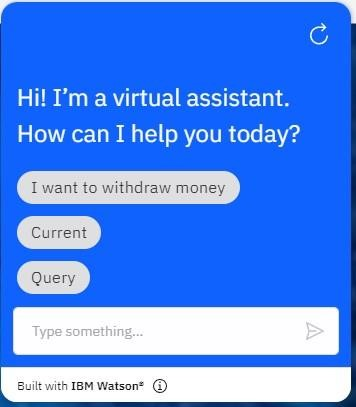 Hi! I’m a virtual assistant.
How can I help you today?
I want to withdraw money
Current
Query
Type something...
Built with IBM Watson®